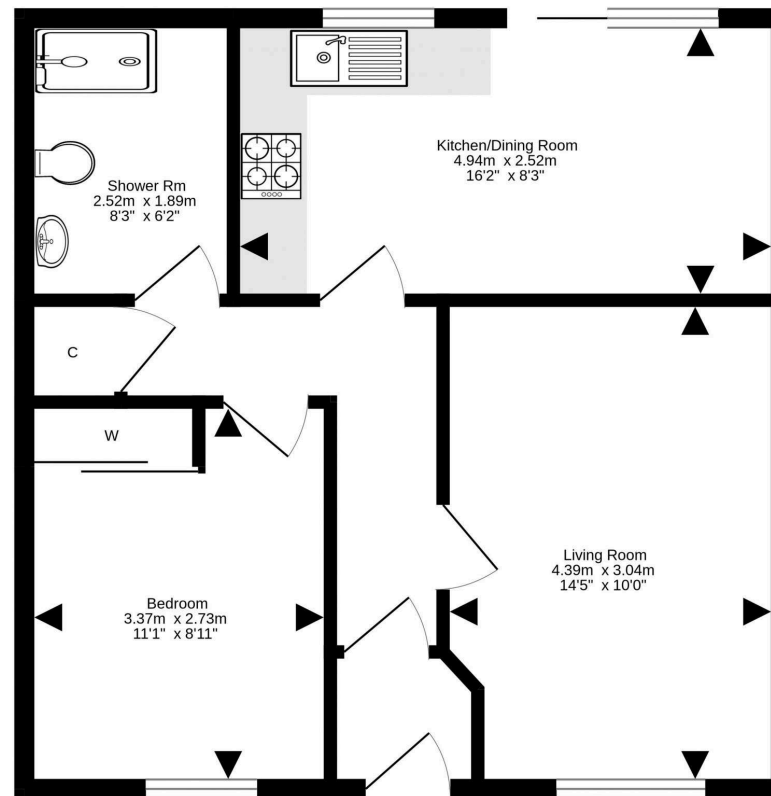 Kitchen/Dining Room
4.94m x 2.52m
16'2" x 8'3"
Shower Rm
2.52m x 1.89m
8'3" x 6'2"
C
W
Living Room
4.39m x 3.04m
14'5" x 10'0"
Bedroom
3.37m x 2.73m
11'1" x 8'11"